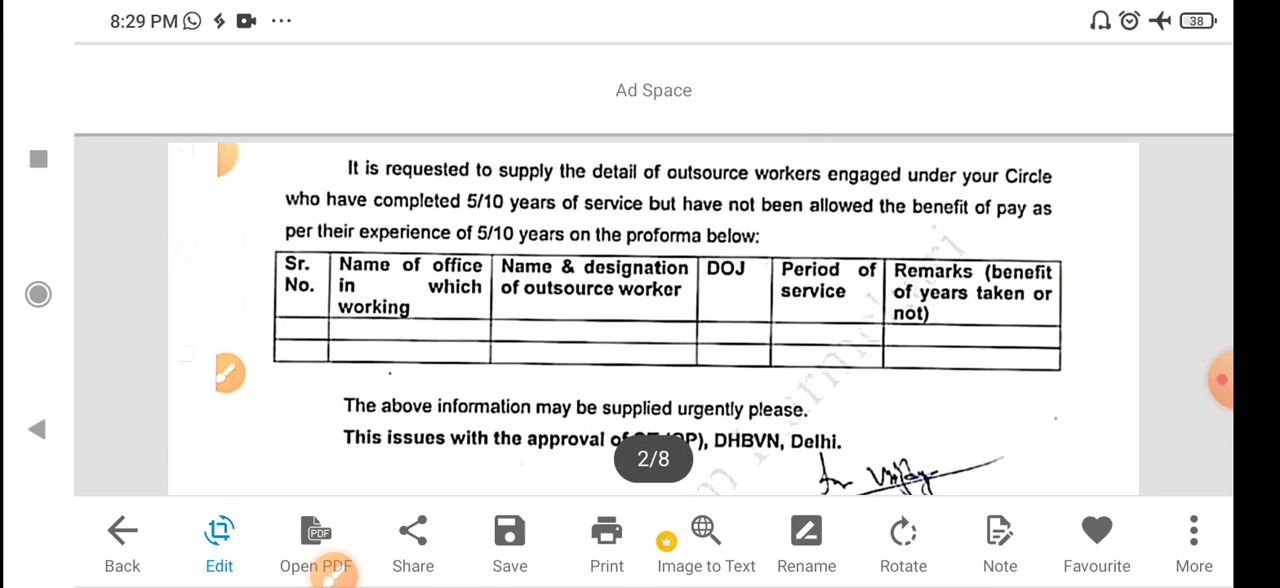 8:29 PM
38
Ad Space
It is requested to supply the detail of outsource workers engaged under your Circle
who have completed 5/10 years of service but have not been allowed the benefit of pay as
per their experience of 5/10 years on the proforma below:
Sr. No.
Name of office in which working
Name & designation of outsource worker
DOJ
Period of service
Remarks (benefit of years taken or not)
The above information may be supplied urgently please.
This issues with the approval of P), DHBVN, Delhi.
2/8
PDF
Back
Edit
Open PDF
Share
Save
Print
Image to Text
Rename
Rotate
Note
Favourite
More